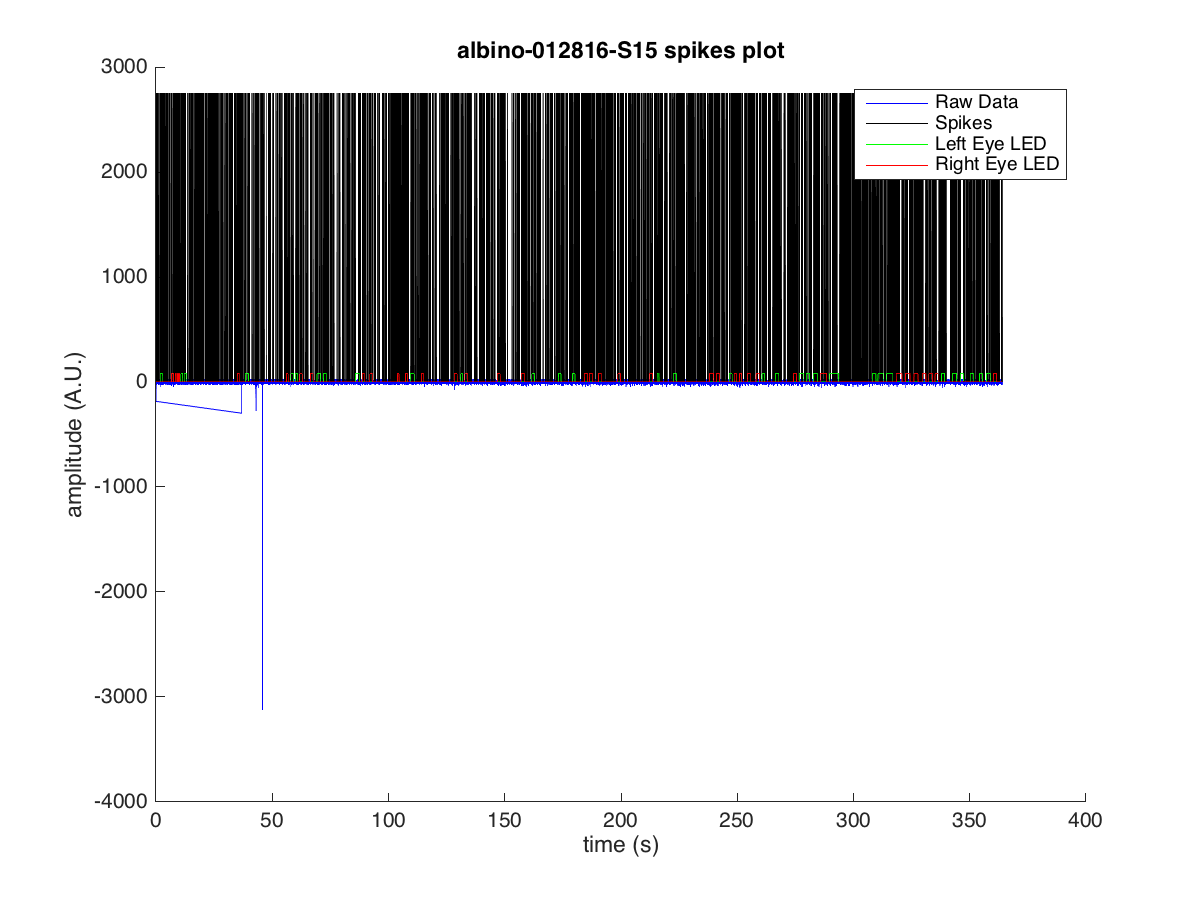 albino-012816-S15 spikes plot
3000
2000
1000
0
-1000
-2000
-3000
-4000
amplitude (A.U.)
Raw Data
Spikes
Left Eye LED
Right Eye LED
0 50 100 150 200 250 300 350 400
time (s)